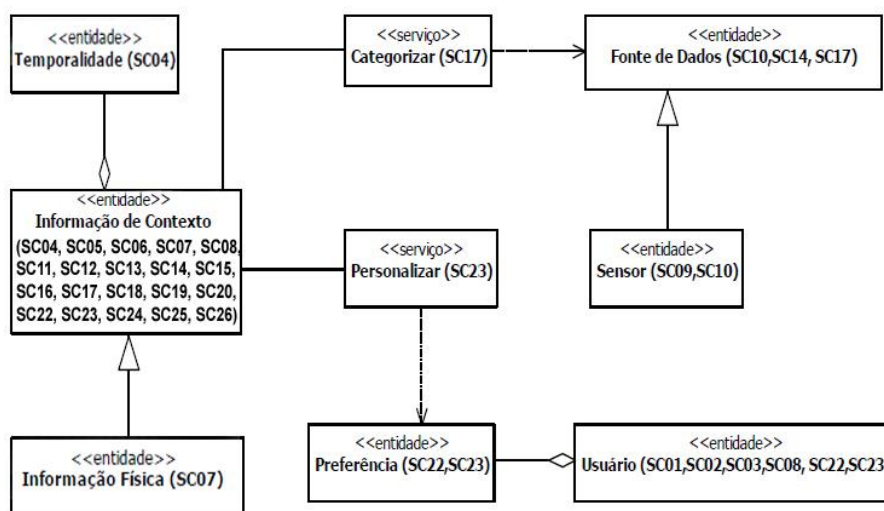 <<entidade>>
Temporalidade (SC04)
<<serviço>>
Categorizar (SC17)
<<entidade>>
Fonte de Dados (SC10,SC14, SC17)
<<entidade>>
Informação de Contexto
(SC04, SC05, SC06, SC07, SC08,
SC11, SC12, SC13, SC14, SC15,
SC16, SC17, SC18, SC19, SC20,
SC22, SC23, SC24, SC25, SC26)
<<serviço>>
Personalizar (SC23)
<<entidade>>
Sensor (SC09,SC10)
<<entidade>>
Informação Física (SC07)
<<entidade>>
Preferência (SC22,SC23)
<<entidade>>
Usuário (SC01,SC02,SC03,SC08, SC22,SC23